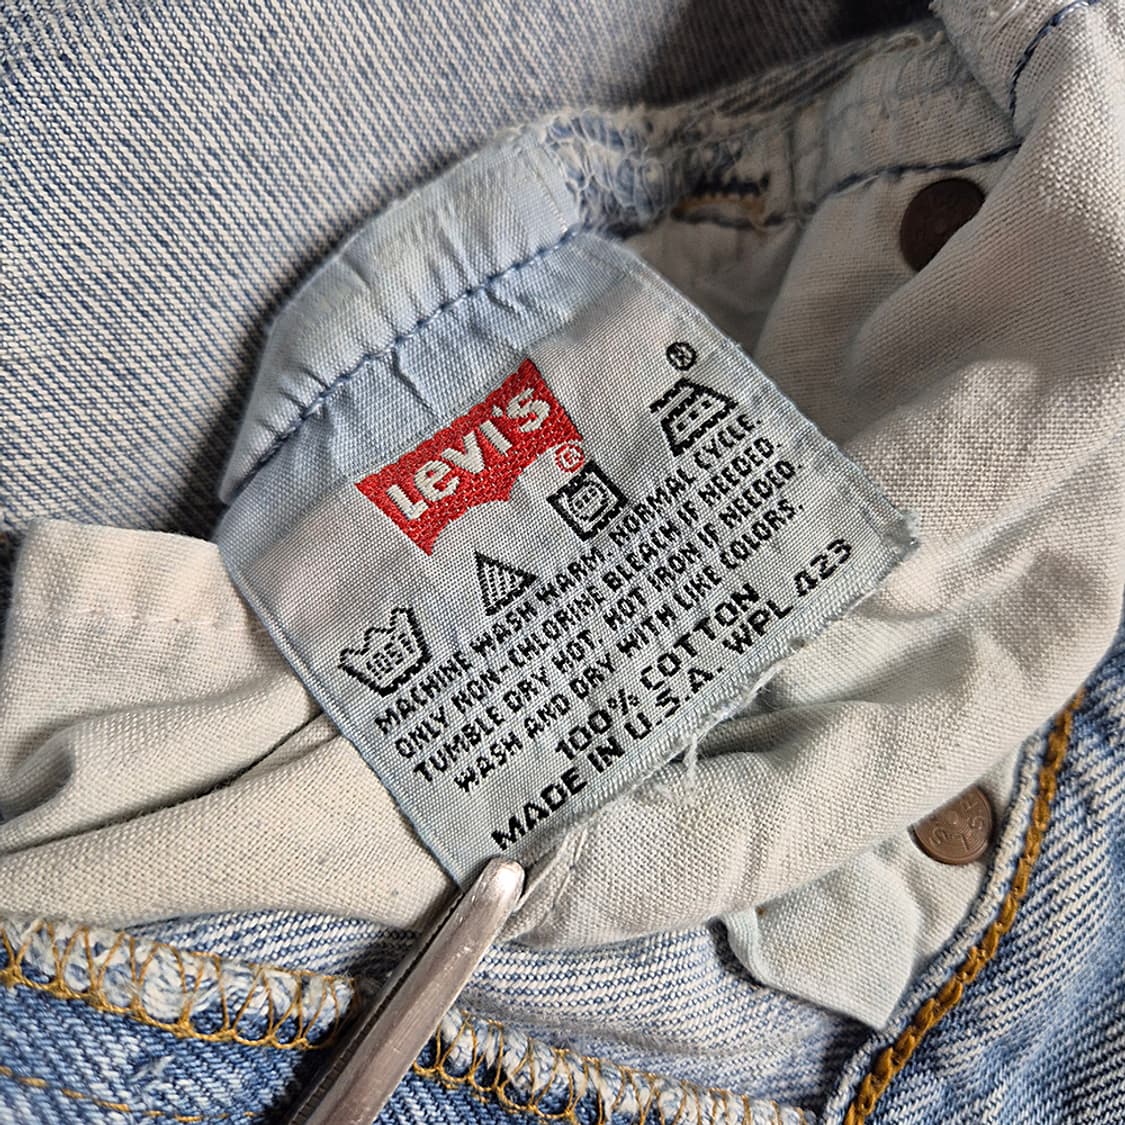 Levi's ®
®
105F
MACHINE WASH WARM. NORMAL CYCLE.
ONLY NON-CHLORINE BLEACH IF NEEDED.
TUMBLE DRY HOT. HOT IRON IF NEEDED.
WASH AND DRY WITH LIKE COLORS.
100% COTTON
MADE IN U.S.A. WPL 423